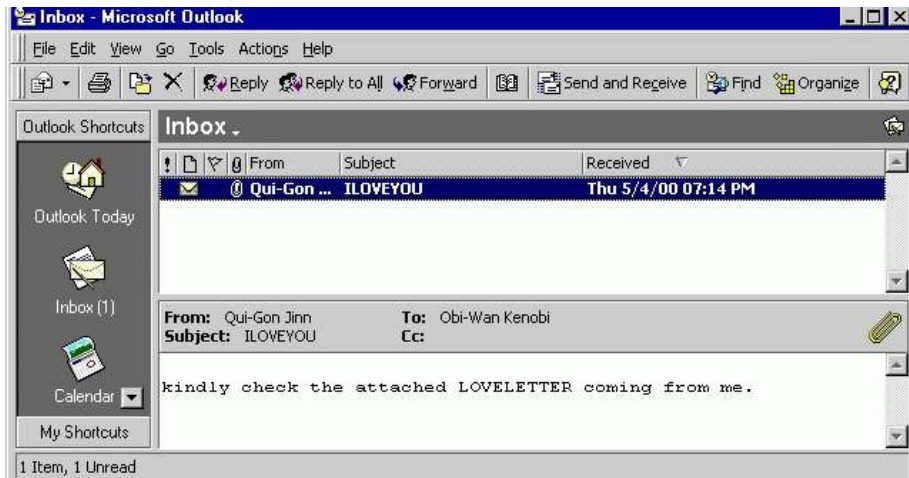 Inbox - Microsoft Outlook
File Edit View Go Tools Actions Help
Reply Reply to All Forward Send and Receive Find Organize
Outlook Shortcuts Inbox
! From Subject Received
Qui-Gon ... ILOVEYOU Thu 5/4/00 07:14 PM
Outlook Today
Inbox (1)
From: Qui-Gon Jinn To: Obi-Wan Kenobi
Subject: ILOVEYOU Cc:
kindly check the attached LOVELETTER coming from me.
Calendar
My Shortcuts
1 Item, 1 Unread